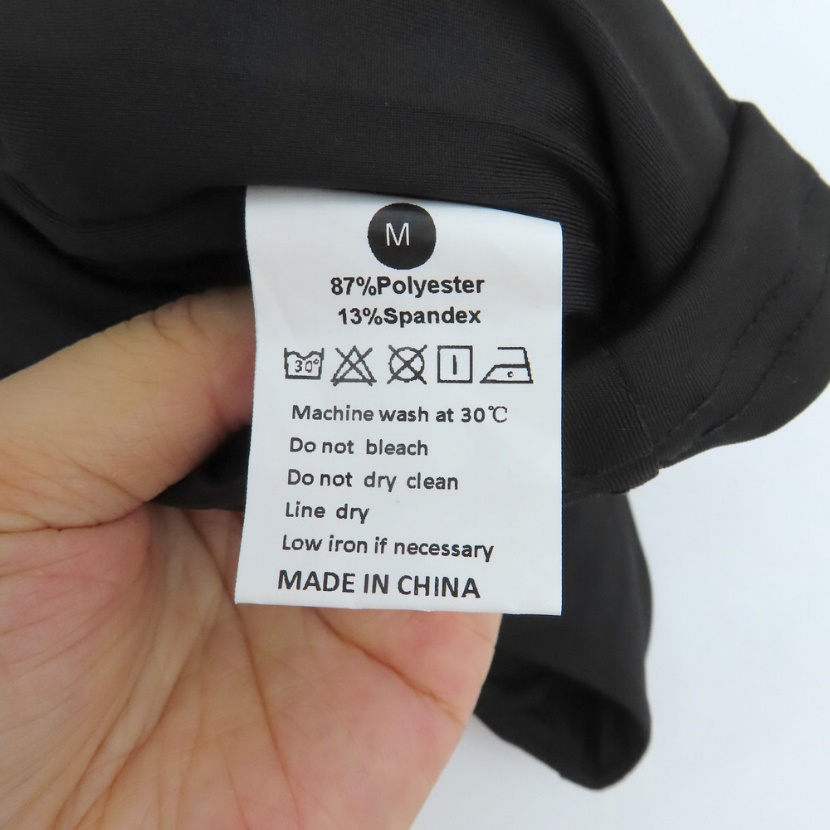 M
87%Polyester
13%Spandex
30°
Machine wash at 30℃
Do not bleach
Do not dry clean
Line dry
Low iron if necessary
MADE IN CHINA